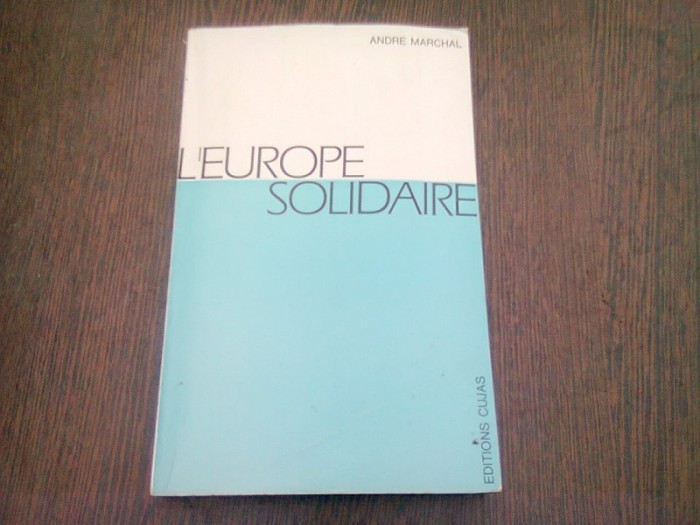 ANDRE MARCHAL
L'EUROPE
SOLIDAIRE
EDITIONS CUJAS